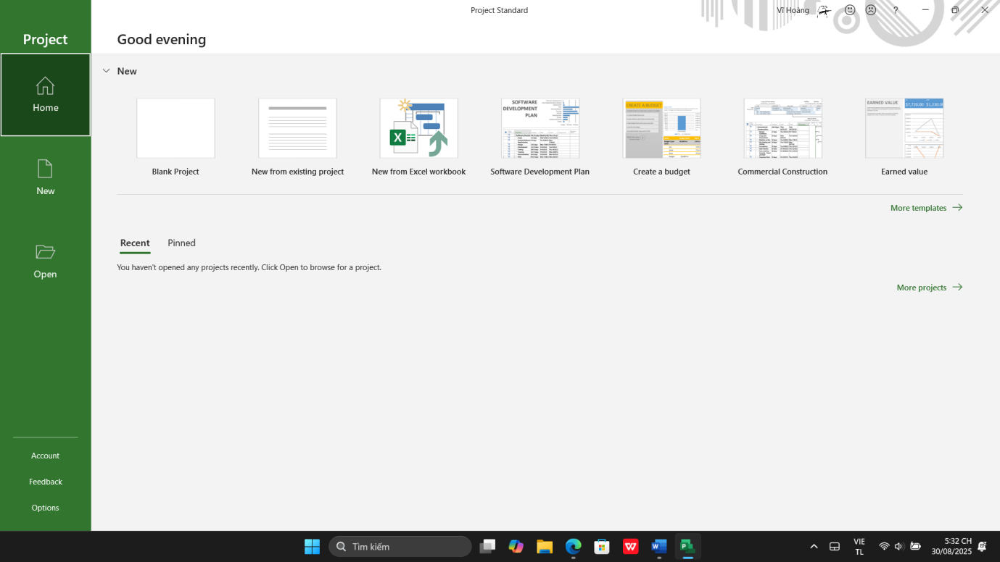 Project Standard
Vĩ Hoàng
?
Project
Good evening
Home
New
Open
Account
Feedback
Options
New
SOFTWARE
DEVELOPMENT
PLAN
CREATE A BUDGET
EARNED VALUE
Blank Project
New from existing project
New from Excel workbook
Software Development Plan
Create a budget
Commercial Construction
Earned value
More templates
Recent
Pinned
You haven't opened any projects recently. Click Open to browse for a project.
More projects
Tìm kiếm
VIE
TL
5:32 CH
30/08/2025